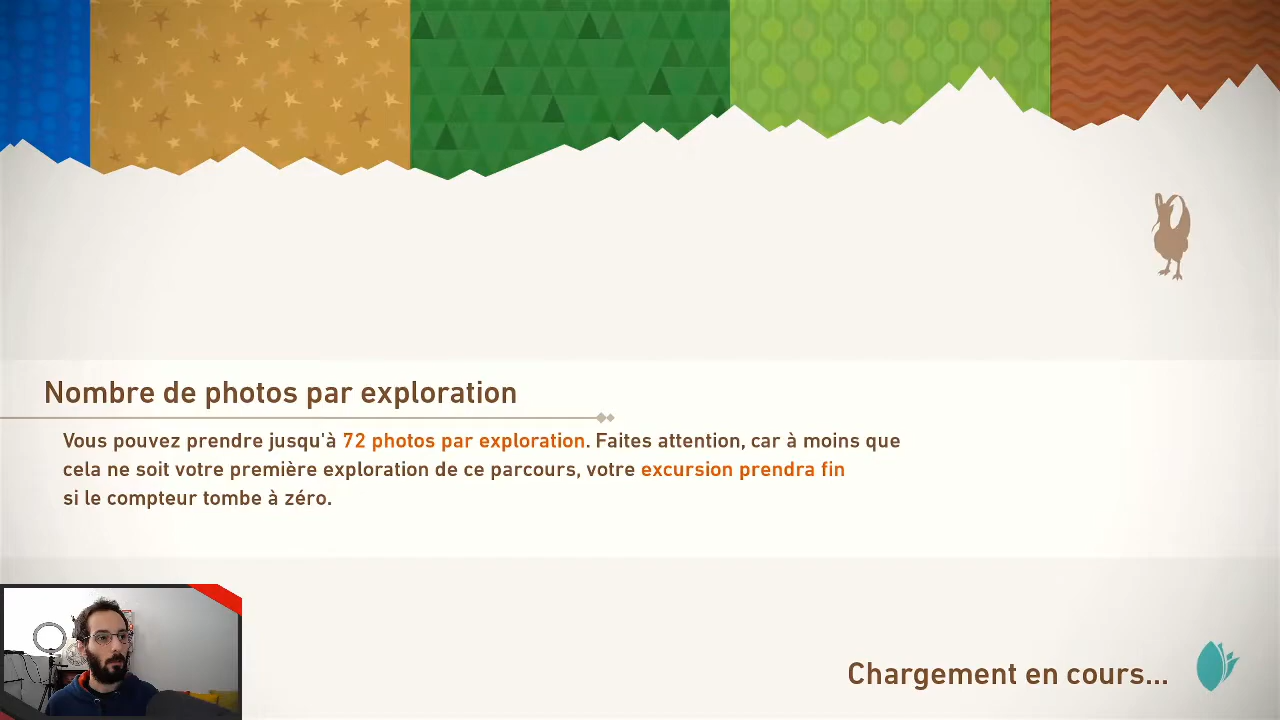 Nombre de photos par exploration
Vous pouvez prendre jusqu'à 72 photos par exploration. Faites attention, car à moins que
cela ne soit votre première exploration de ce parcours, votre excursion prendra fin
si le compteur tombe à zéro.
Chargement en cours...